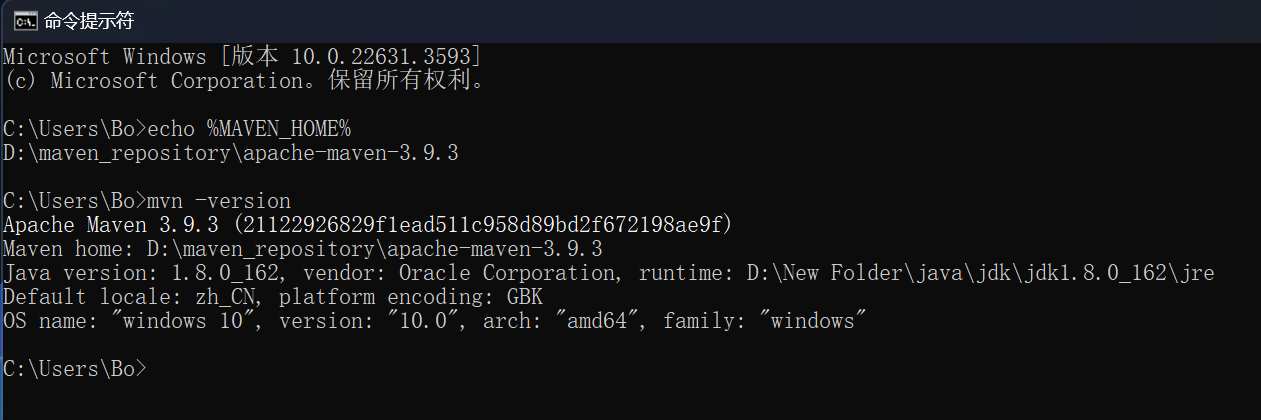 命令提示符
Microsoft Windows [版本 10.0.22631.3593]
(c) Microsoft Corporation。保留所有权利。
C:\Users\Bo>echo %MAVEN_HOME%
D:\maven_repository\apache-maven-3.9.3
C:\Users\Bo>mvn -version
Apache Maven 3.9.3 (21122926829f1ead511c958d89bd2f672198ae9f)
Maven home: D:\maven_repository\apache-maven-3.9.3
Java version: 1.8.0_162, vendor: Oracle Corporation, runtime: D:\New Folder\java\jdk\jdk1.8.0_162\jre
Default locale: zh_CN, platform encoding: GBK
OS name: "windows 10", version: "10.0", arch: "amd64", family: "windows"
C:\Users\Bo>